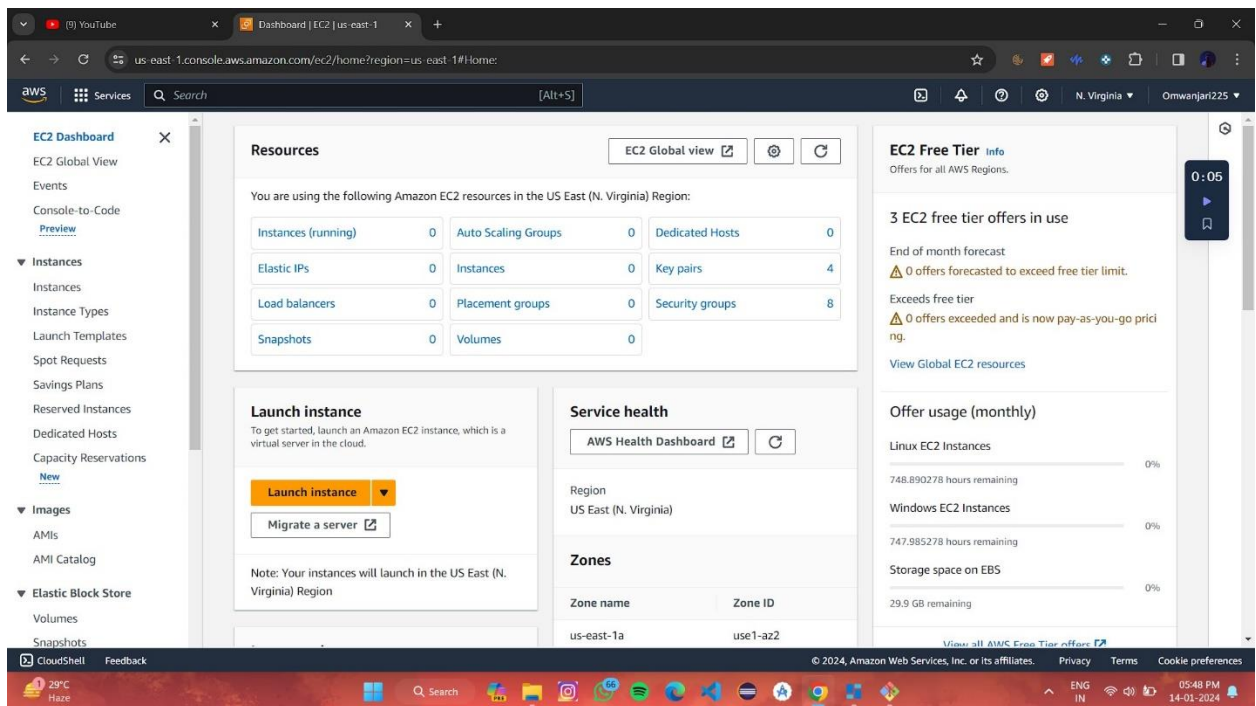 (9) YouTube
Dashboard | EC2 | us-east-1
us-east-1.console.aws.amazon.com/ec2/home?region=us-east-1#Home:
aws
Services
Search
[Alt+S]
N. Virginia
Omwanjari225
EC2 Dashboard
EC2 Global View
Events
Console-to-Code
Preview
Instances
Instances
Instance Types
Launch Templates
Spot Requests
Savings Plans
Reserved Instances
Dedicated Hosts
Capacity Reservations
New
Images
AMIs
AMI Catalog
Elastic Block Store
Volumes
Snapshots
Resources
EC2 Global view
You are using the following Amazon EC2 resources in the US East (N. Virginia) Region:
Instances (running) 0
Auto Scaling Groups 0
Dedicated Hosts 0
Elastic IPs 0
Instances 0
Key pairs 4
Load balancers 0
Placement groups 0
Security groups 8
Snapshots 0
Volumes 0
Launch instance
To get started, launch an Amazon EC2 instance, which is a
virtual server in the cloud.
Launch instance
Migrate a server
Note: Your instances will launch in the US East (N.
Virginia) Region
Service health
AWS Health Dashboard
Region
US East (N. Virginia)
Zones
Zone name Zone ID
us-east-1a use1-az2
EC2 Free Tier Info
Offers for all AWS Regions.
3 EC2 free tier offers in use
End of month forecast
0 offers forecasted to exceed free tier limit.
Exceeds free tier
0 offers exceeded and is now pay-as-you-go prici
ng.
View Global EC2 resources
Offer usage (monthly)
Linux EC2 Instances
0%
748.890278 hours remaining
Windows EC2 Instances
0%
747.985278 hours remaining
Storage space on EBS
0%
29.9 GB remaining
View all AWS Free Tier offers
0:05
CloudShell
Feedback
© 2024, Amazon Web Services, Inc. or its affiliates.
Privacy
Terms
Cookie preferences
1
29°C
Haze
Search
PRE
66
ENG
IN
05:48 PM
14-01-2024